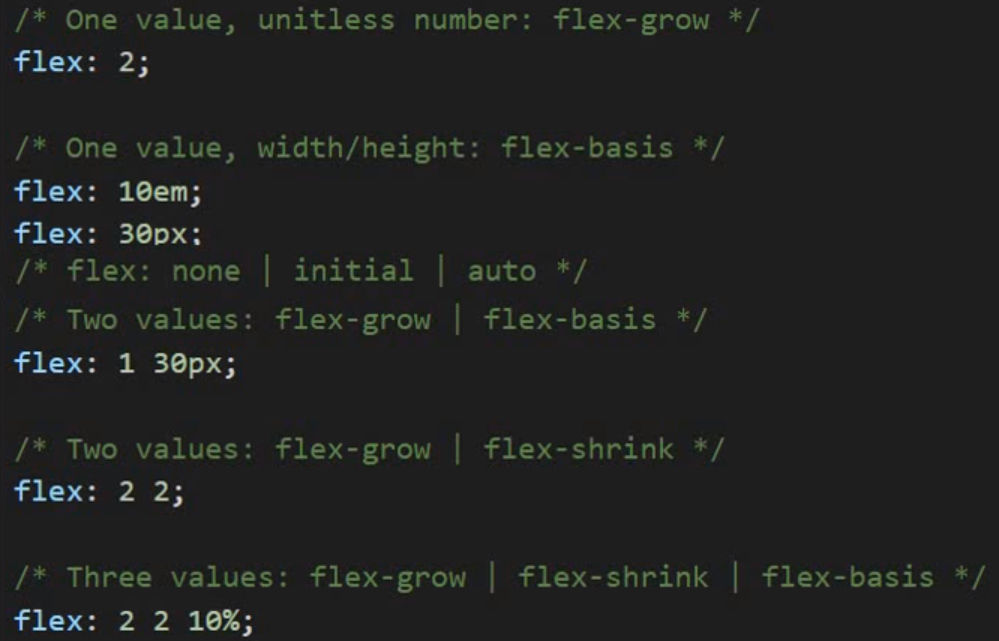 /* One value, unitless number: flex-grow */
flex: 2;
/* One value, width/height: flex-basis */
flex: 10em;
flex: 30px;
/* flex: none | initial | auto */
/* Two values: flex-grow | flex-basis */
flex: 1 30px;
/* Two values: flex-grow | flex-shrink */
flex: 2 2;
/* Three values: flex-grow | flex-shrink | flex-basis */
flex: 2 2 10%;